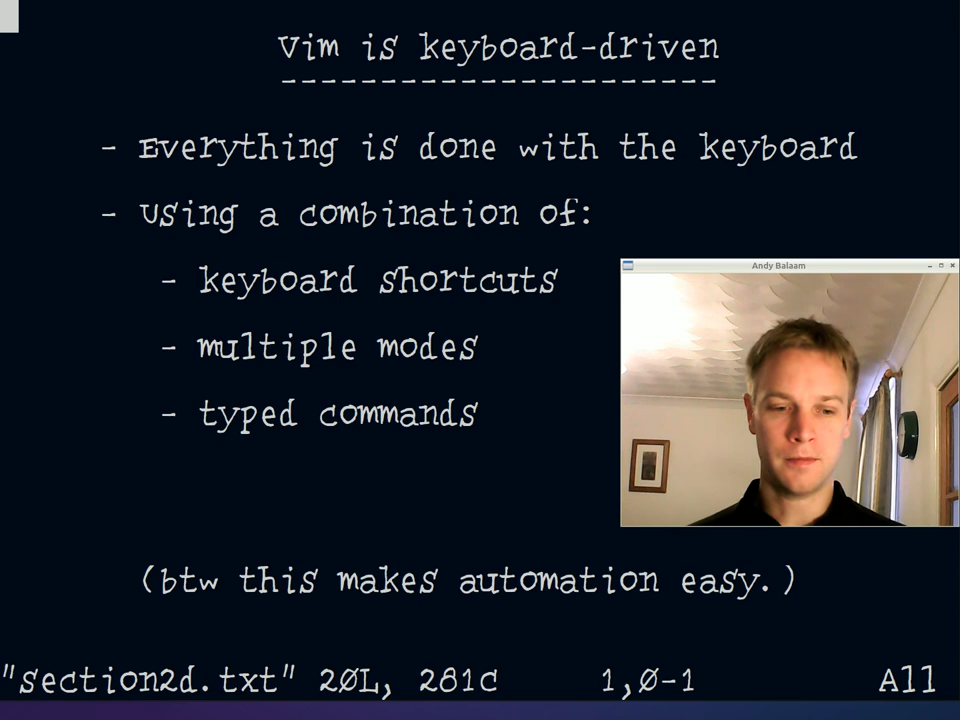 Vim is keyboard-driven
----------------------
- Everything is done with the keyboard
- Using a combination of:
- keyboard shortcuts
Andy Balaam
- multiple modes
- typed commands
(btw this makes automation easy.)
"section2d.txt" 20L, 281C 1,0-1 All